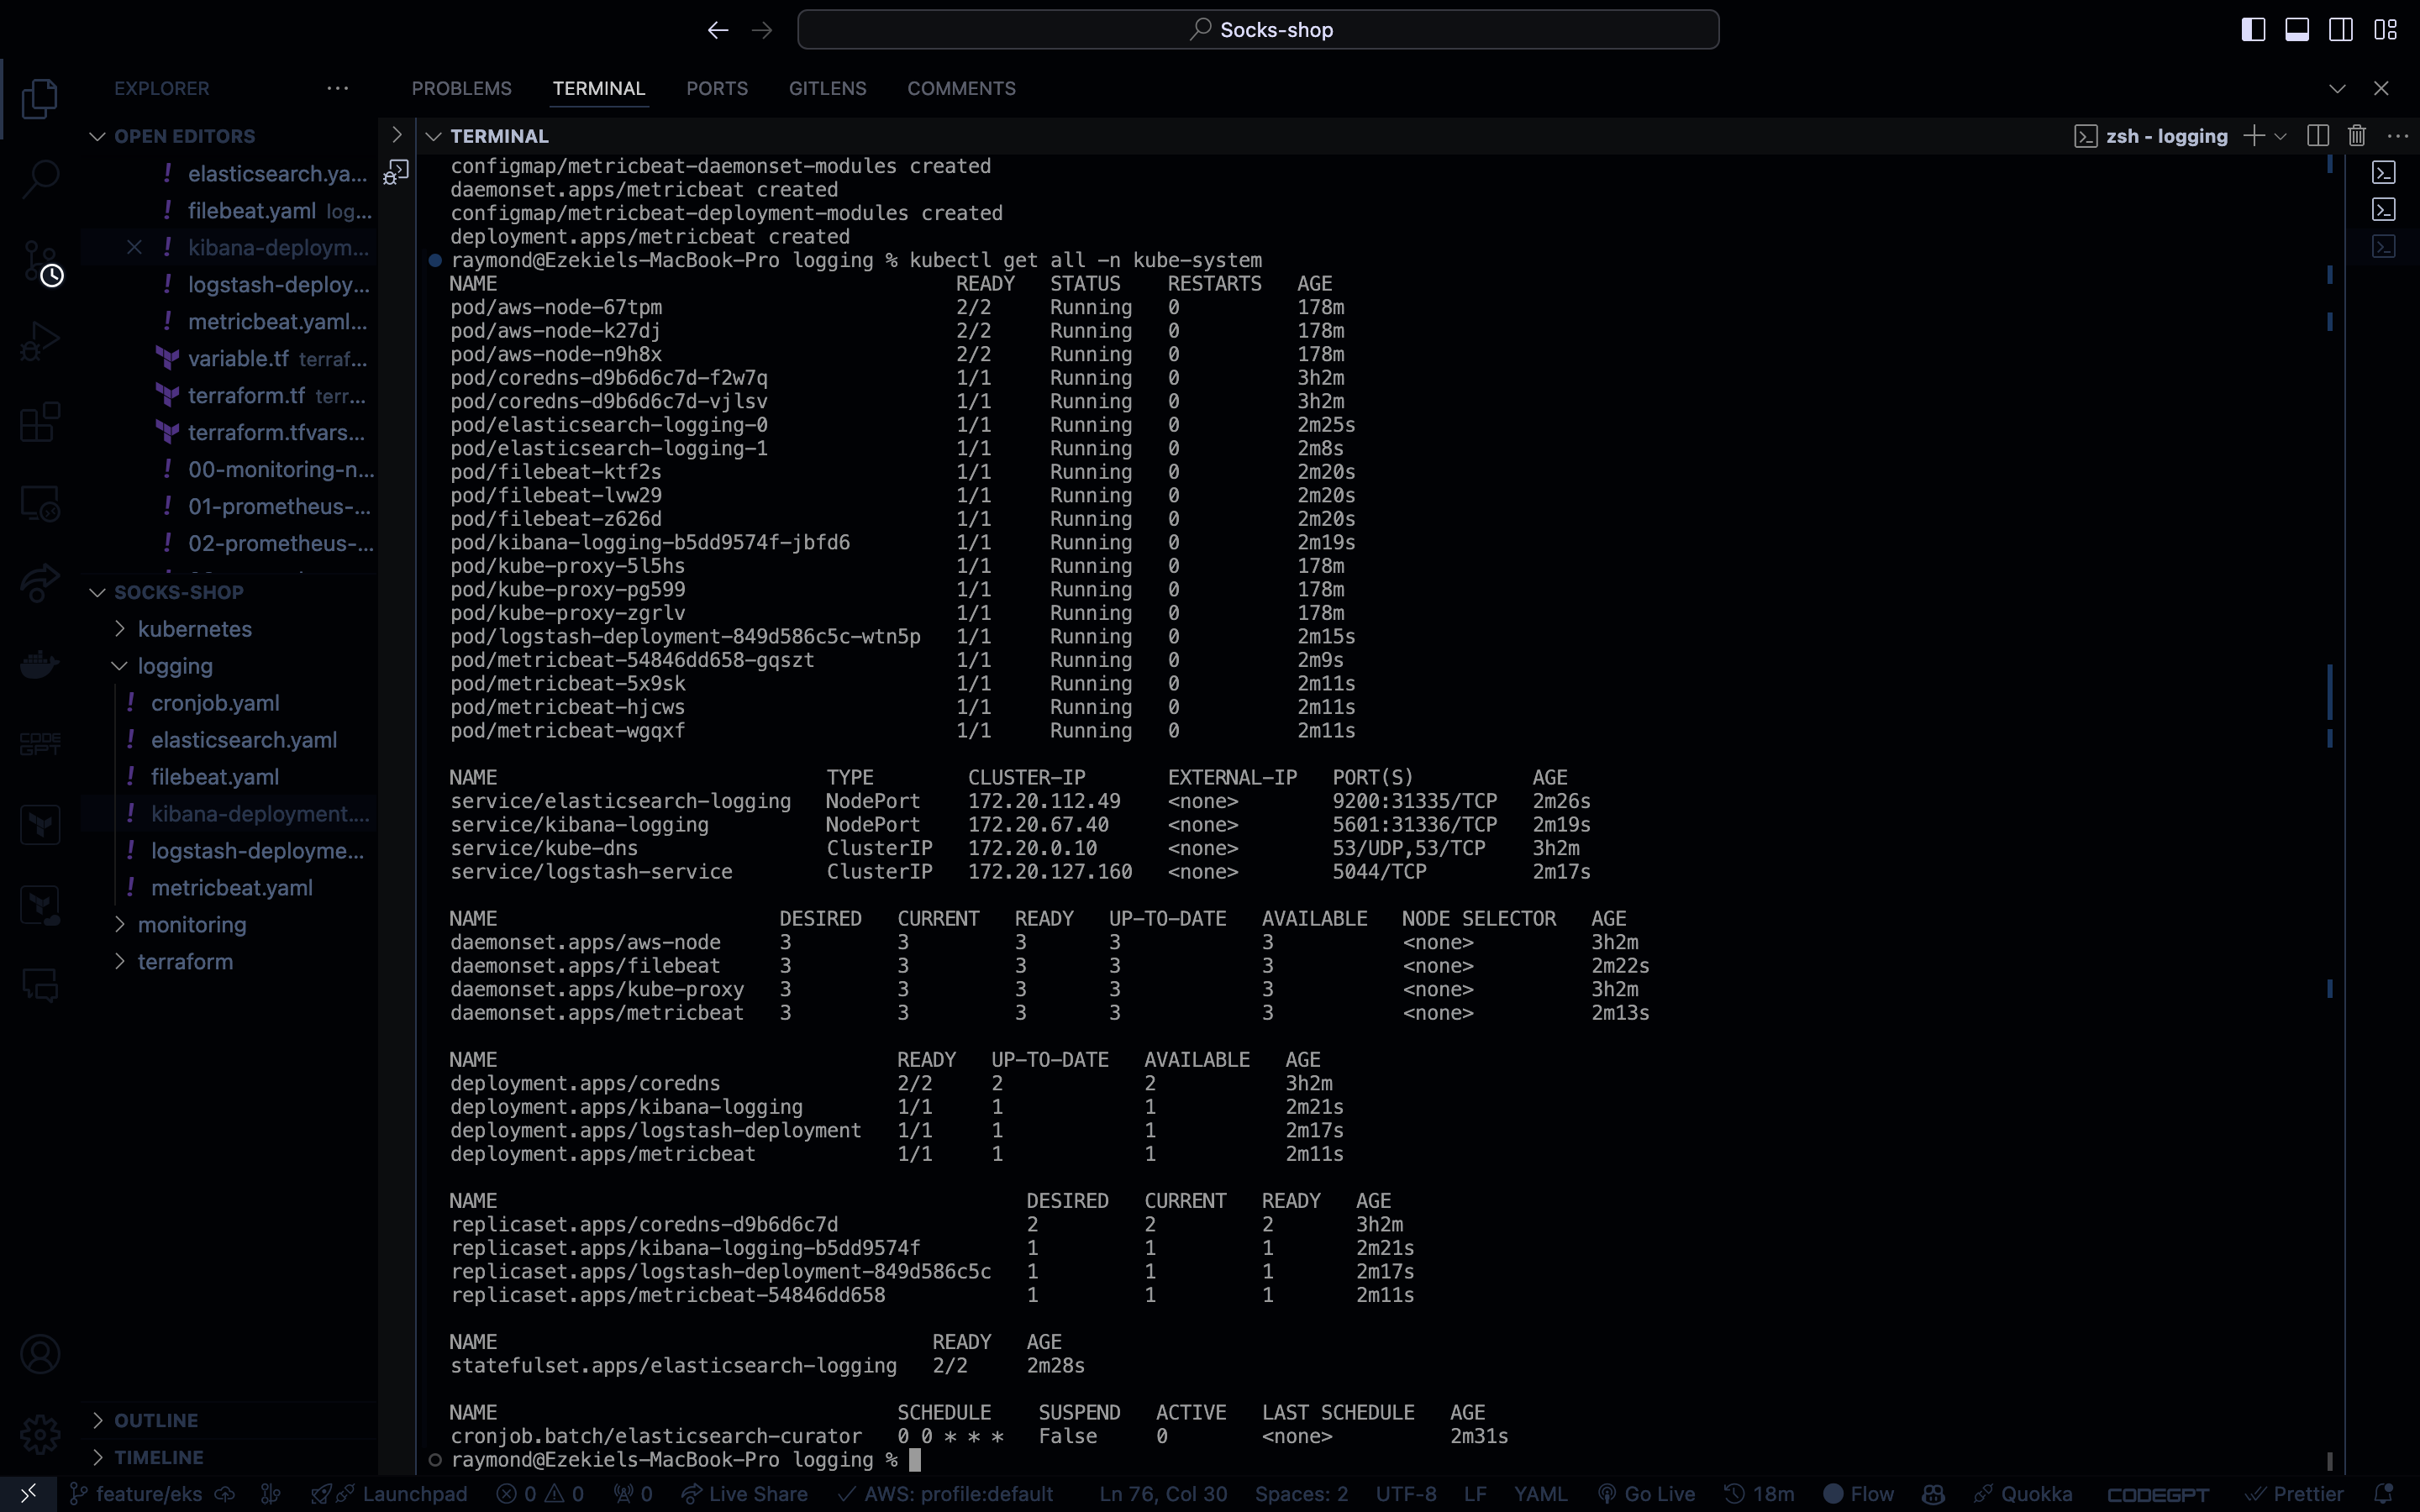 Socks-shop
EXPLORER ...
PROBLEMS TERMINAL PORTS GITLENS COMMENTS
OPEN EDITORS
! elasticsearch.ya...
! filebeat.yaml log...
! kibana-deploym...
! logstash-deploy...
! metricbeat.yaml...
variable.tf terraf...
terraform.tf terr...
terraform.tfvars...
! 00-monitoring-n...
! 01-prometheus-...
! 02-prometheus-...
SOCKS-SHOP
kubernetes
logging
! cronjob.yaml
! elasticsearch.yaml
! filebeat.yaml
! kibana-deployment....
! logstash-deployme...
! metricbeat.yaml
monitoring
terraform
OUTLINE
TIMELINE
CODE
GPT
TERMINAL
zsh - logging
configmap/metricbeat-daemonset-modules created
daemonset.apps/metricbeat created
configmap/metricbeat-deployment-modules created
deployment.apps/metricbeat created
raymond@Ezekiels-MacBook-Pro logging % kubectl get all -n kube-system
NAME READY STATUS RESTARTS AGE
pod/aws-node-67tpm 2/2 Running 0 178m
pod/aws-node-k27dj 2/2 Running 0 178m
pod/aws-node-n9h8x 2/2 Running 0 178m
pod/coredns-d9b6d6c7d-f2w7q 1/1 Running 0 3h2m
pod/coredns-d9b6d6c7d-vjlsv 1/1 Running 0 3h2m
pod/elasticsearch-logging-0 1/1 Running 0 2m25s
pod/elasticsearch-logging-1 1/1 Running 0 2m8s
pod/filebeat-ktf2s 1/1 Running 0 2m20s
pod/filebeat-lvw29 1/1 Running 0 2m20s
pod/filebeat-z626d 1/1 Running 0 2m20s
pod/kibana-logging-b5dd9574f-jbfd6 1/1 Running 0 2m19s
pod/kube-proxy-5l5hs 1/1 Running 0 178m
pod/kube-proxy-pg599 1/1 Running 0 178m
pod/kube-proxy-zgrlv 1/1 Running 0 178m
pod/logstash-deployment-849d586c5c-wtn5p 1/1 Running 0 2m15s
pod/metricbeat-54846dd658-gqszt 1/1 Running 0 2m9s
pod/metricbeat-5x9sk 1/1 Running 0 2m11s
pod/metricbeat-hjcws 1/1 Running 0 2m11s
pod/metricbeat-wgqxf 1/1 Running 0 2m11s
NAME TYPE CLUSTER-IP EXTERNAL-IP PORT(S) AGE
service/elasticsearch-logging NodePort 172.20.112.49 <none> 9200:31335/TCP 2m26s
service/kibana-logging NodePort 172.20.67.40 <none> 5601:31336/TCP 2m19s
service/kube-dns ClusterIP 172.20.0.10 <none> 53/UDP,53/TCP 3h2m
service/logstash-service ClusterIP 172.20.127.160 <none> 5044/TCP 2m17s
NAME DESIRED CURRENT READY UP-TO-DATE AVAILABLE NODE SELECTOR AGE
daemonset.apps/aws-node 3 3 3 3 3 <none> 3h2m
daemonset.apps/filebeat 3 3 3 3 3 <none> 2m22s
daemonset.apps/kube-proxy 3 3 3 3 3 <none> 3h2m
daemonset.apps/metricbeat 3 3 3 3 3 <none> 2m13s
NAME READY UP-TO-DATE AVAILABLE AGE
deployment.apps/coredns 2/2 2 2 3h2m
deployment.apps/kibana-logging 1/1 1 1 2m21s
deployment.apps/logstash-deployment 1/1 1 1 2m17s
deployment.apps/metricbeat 1/1 1 1 2m11s
NAME DESIRED CURRENT READY AGE
replicaset.apps/coredns-d9b6d6c7d 2 2 2 3h2m
replicaset.apps/kibana-logging-b5dd9574f 1 1 1 2m21s
replicaset.apps/logstash-deployment-849d586c5c 1 1 1 2m17s
replicaset.apps/metricbeat-54846dd658 1 1 1 2m11s
NAME READY AGE
statefulset.apps/elasticsearch-logging 2/2 2m28s
NAME SCHEDULE SUSPEND ACTIVE LAST SCHEDULE AGE
cronjob.batch/elasticsearch-curator 0 0 * * * False 0 <none> 2m31s
raymond@Ezekiels-MacBook-Pro logging %
feature/eks Launchpad 0 0 0 Live Share AWS: profile:default Ln 76, Col 30 Spaces: 2 UTF-8 LF YAML Go Live 18m Flow Quokka CODEGPT Prettier